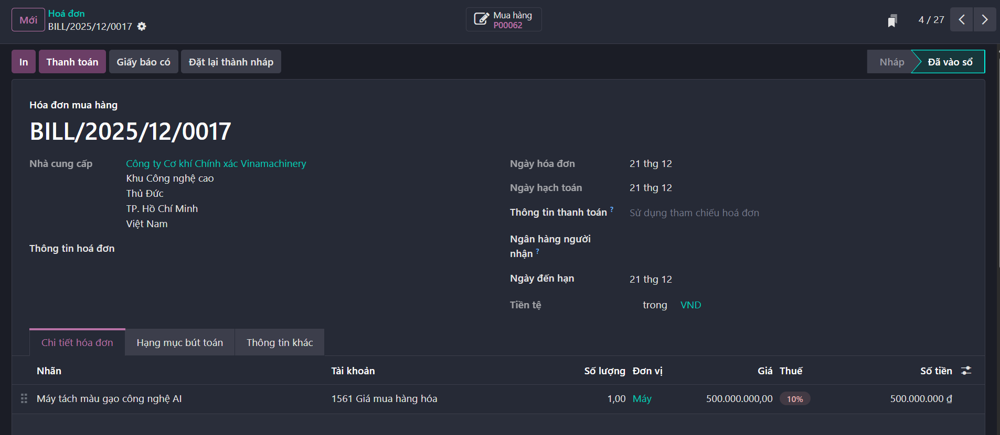 Mới
Hoá đơn
BILL/2025/12/0017
Mua hàng
P00062
4 / 27
In
Thanh toán
Giấy báo có
Đặt lại thành nháp
Nháp
Đã vào sổ
Hóa đơn mua hàng
BILL/2025/12/0017
Nhà cung cấp
Công ty Cơ khí Chính xác Vinamachinery
Khu Công nghệ cao
Thủ Đức
TP. Hồ Chí Minh
Việt Nam
Thông tin hoá đơn
Ngày hóa đơn 21 thg 12
Ngày hạch toán 21 thg 12
Thông tin thanh toán ? Sử dụng tham chiếu hoá đơn
Ngân hàng người
nhận ?
Ngày đến hạn 21 thg 12
Tiền tệ trong VND
Chi tiết hóa đơn Hạng mục bút toán Thông tin khác
Nhãn Tài khoản Số lượng Đơn vị Giá Thuế Số tiền
Máy tách màu gạo công nghệ AI 1561 Giá mua hàng hóa 1,00 Máy 500.000.000,00 10% 500.000.000 ₫